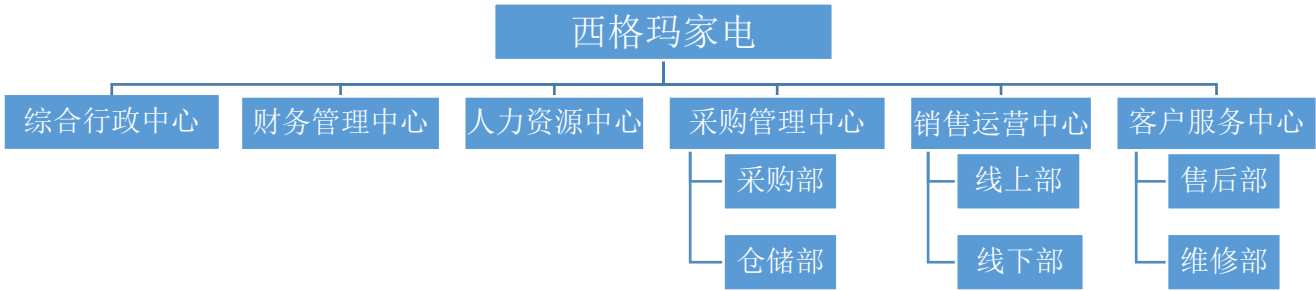 西格玛家电
综合行政中心
财务管理中心
人力资源中心
采购管理中心
销售运营中心
客户服务中心
采购部
线上部
售后部
仓储部
线下部
维修部